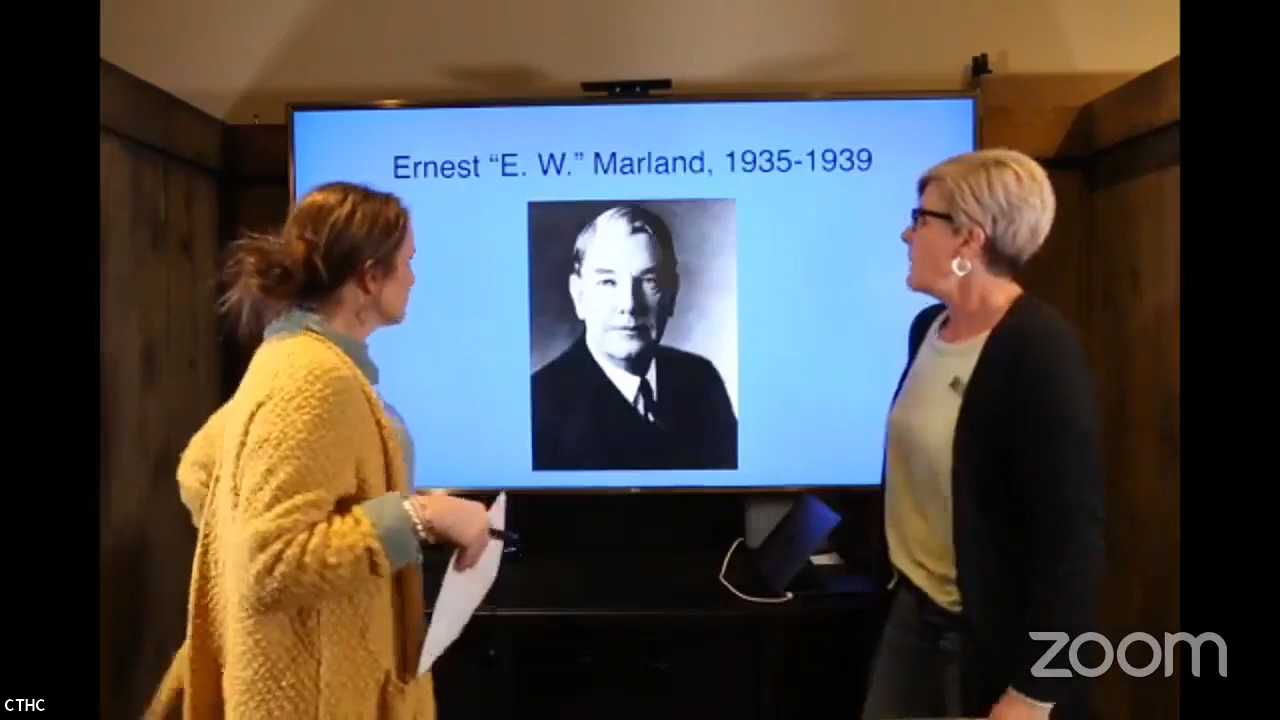 Ernest “E. W.” Marland, 1935-1939
zoom
CTHC